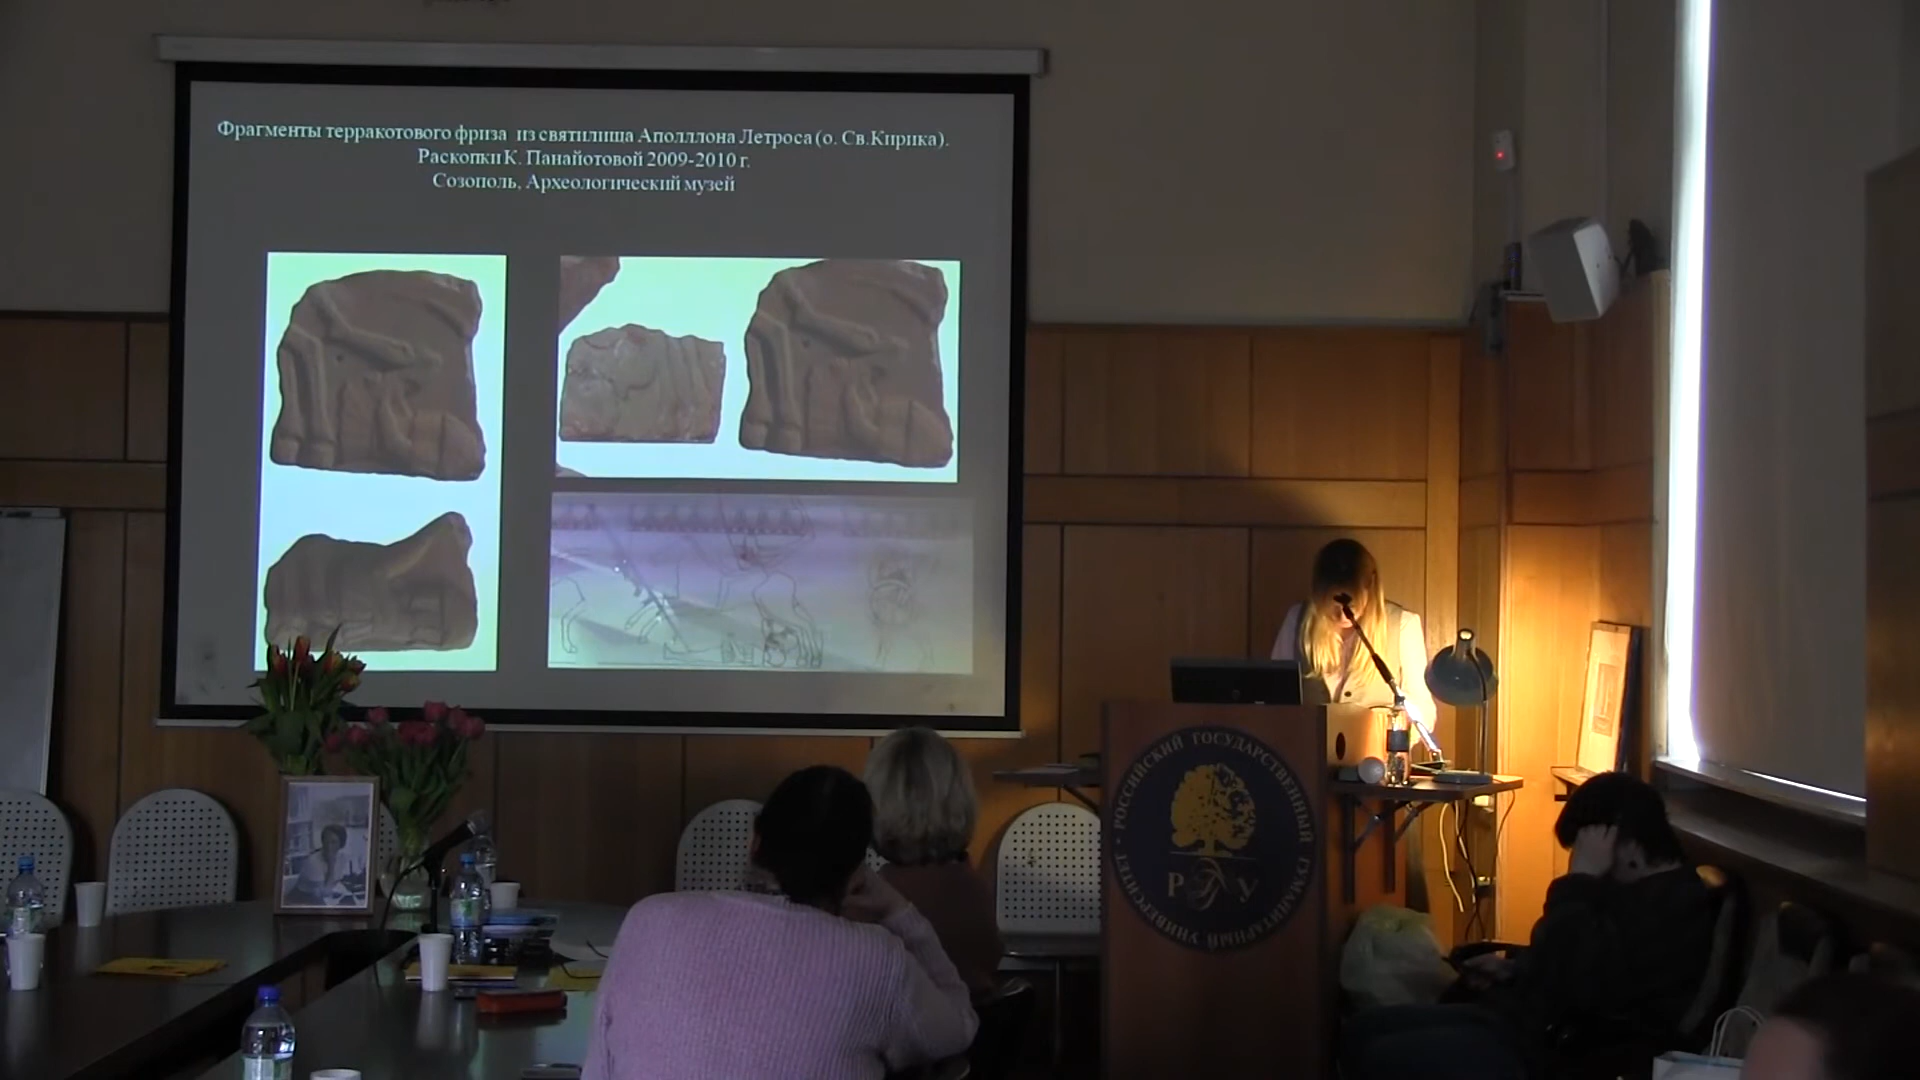 Фрагменты терракотового фриза из святилища Аполллона Летроса (о. Св.Кирика).
Раскопки К. Панайотовой 2009-2010 г.
Созополь, Археологический музей
РОССИЙСКИЙ ГОСУДАРСТВЕННЫЙ ГУМАНИТАРНЫЙ УНИВЕРСИТЕТ •
РГГУ